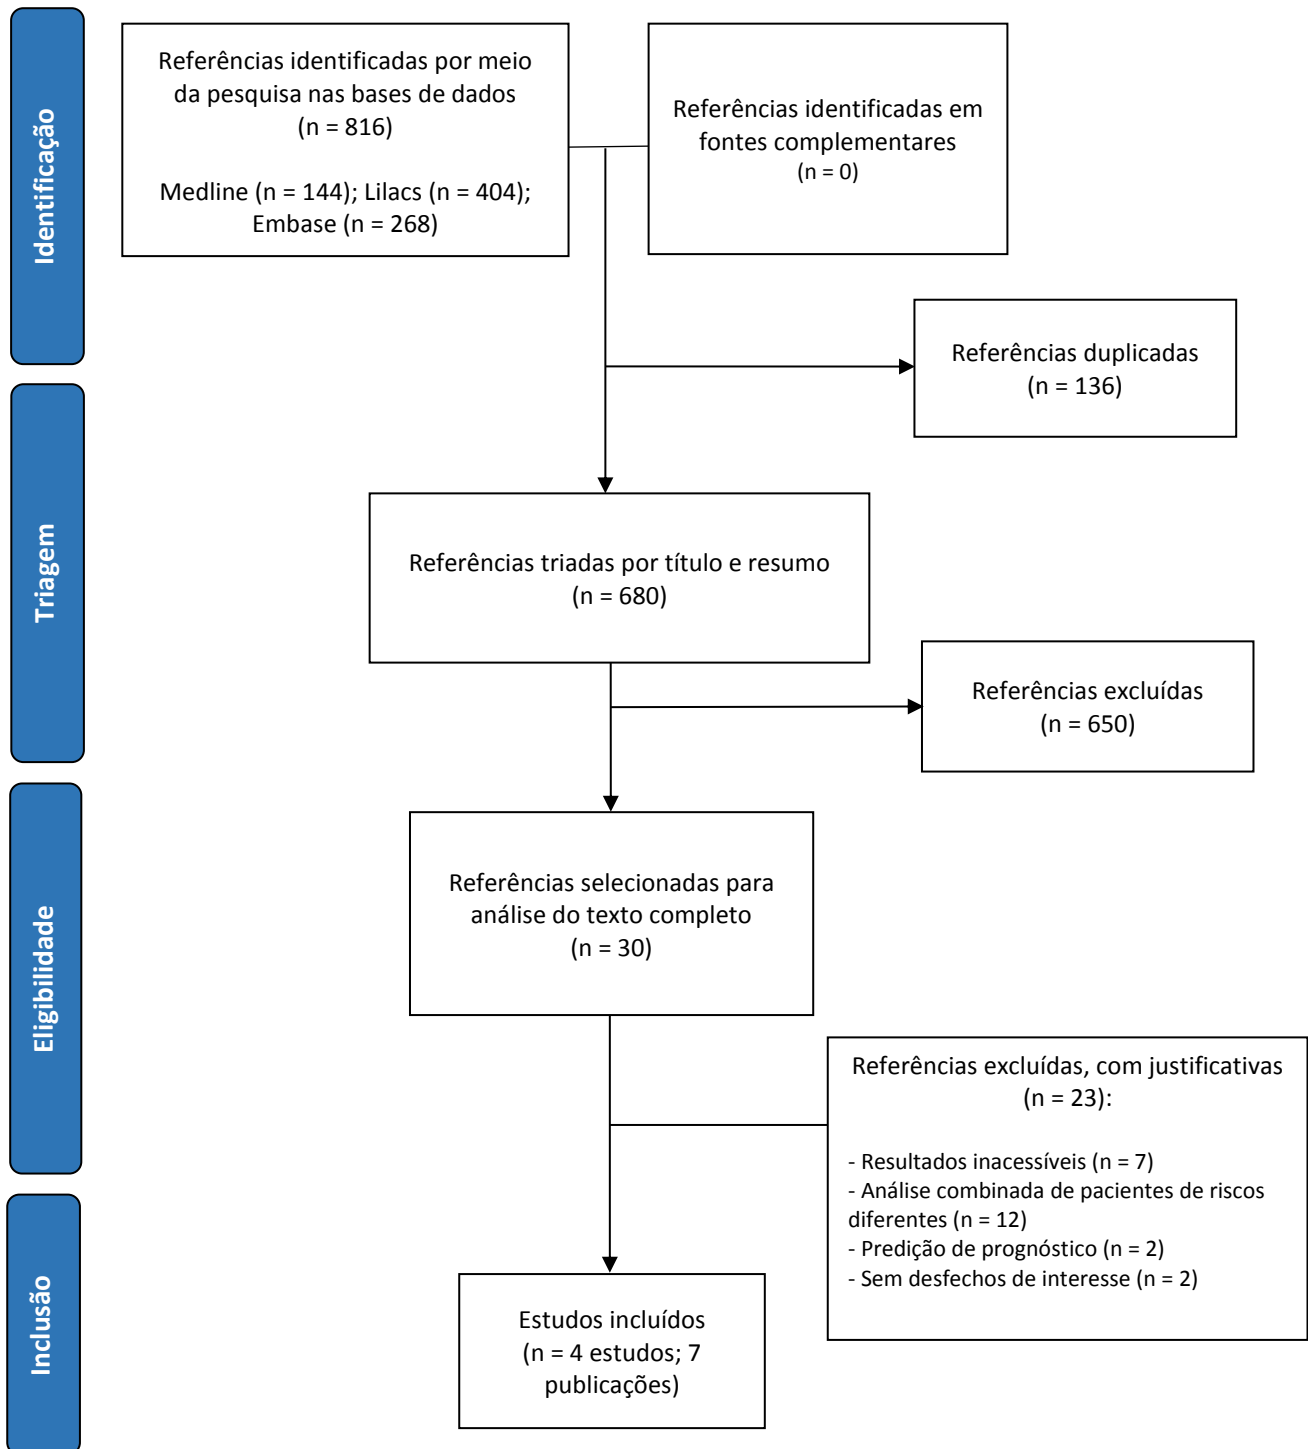 Identificação
Referências identificadas por meio
da pesquisa nas bases de dados
(n = 816)
Medline (n = 144); Lilacs (n = 404);
Embase (n = 268)
Referências identificadas em
fontes complementares
(n = 0)
Referências duplicadas
(n = 136)
Triagem
Referências triadas por título e resumo
(n = 680)
Referências excluídas
(n = 650)
Eligibilidade
Referências selecionadas para
análise do texto completo
(n = 30)
Referências excluídas, com justificativas
(n = 23):
- Resultados inacessíveis (n = 7)
- Análise combinada de pacientes de riscos
diferentes (n = 12)
- Predição de prognóstico (n = 2)
- Sem desfechos de interesse (n = 2)
Inclusão
Estudos incluídos
(n = 4 estudos; 7
publicações)